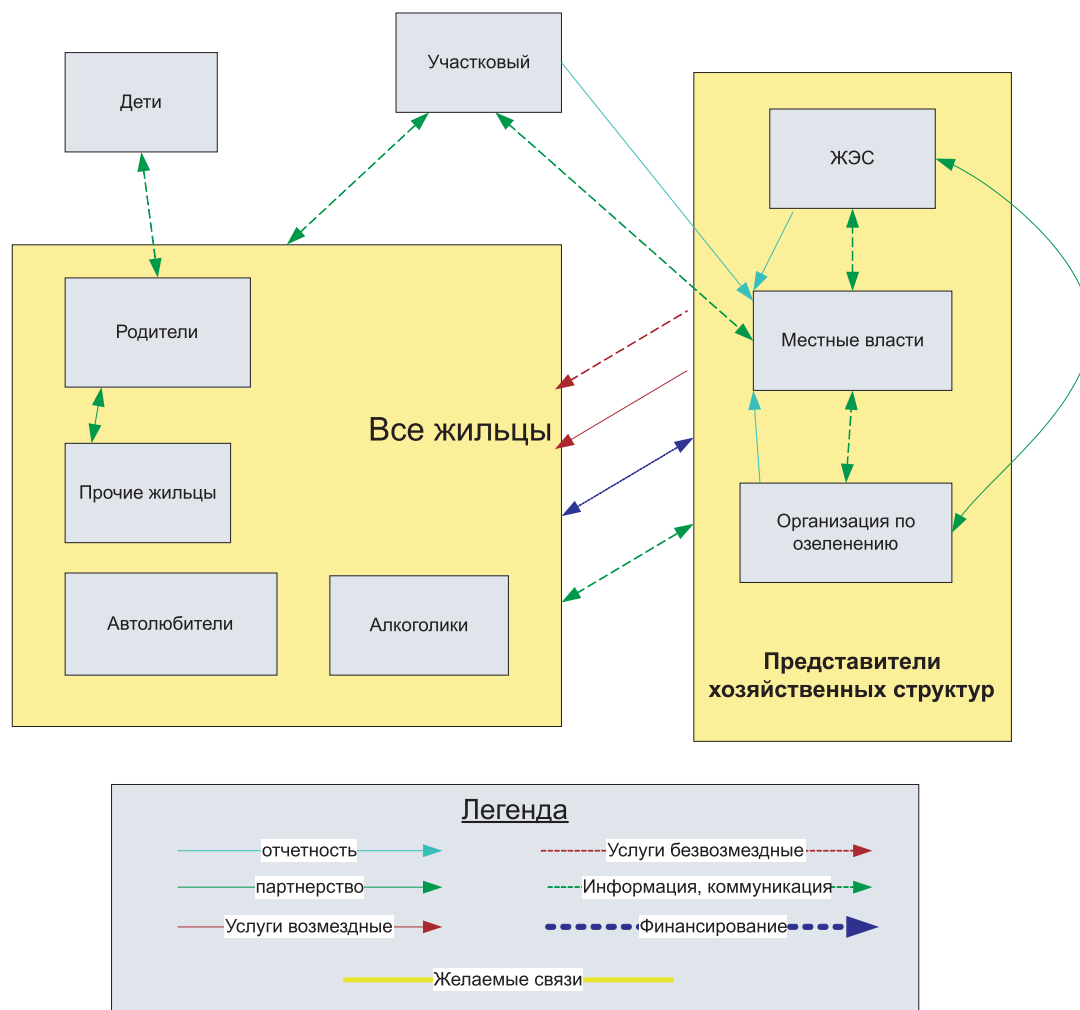 Участковый
Дети
ЖЭС
Родители
Местные власти
Все жильцы
Прочие жильцы
Организация по
озеленению
Автолюбители
Алкоголики
Представители
хозяйственных структур
Легенда
отчетность
Услуги безвозмездные
партнерство
Информация, коммуникация
Услуги возмездные
Финансирование
Желаемые связи